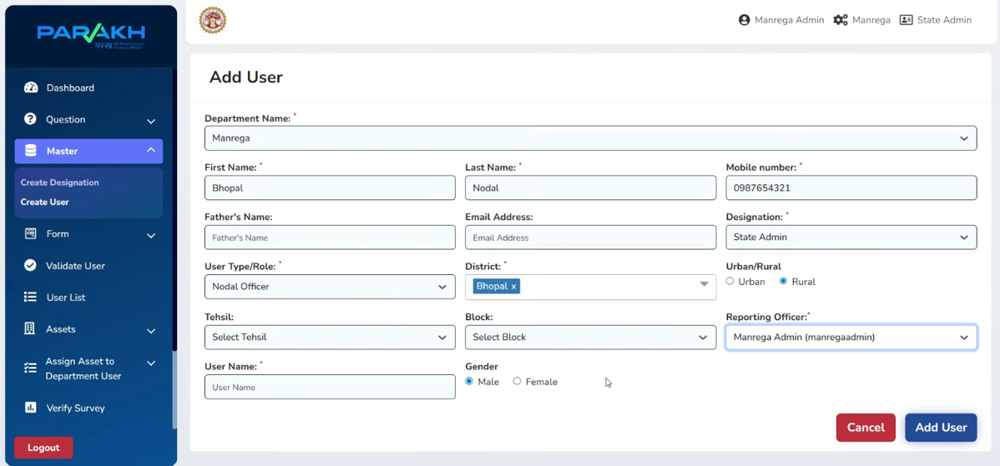 PARAKH
परख
Manrega Admin Manrega State Admin
Dashboard
Question
Master
Create Designation
Create User
Form
Validate User
User List
Assets
Assign Asset to
Department User
Verify Survey
Logout
Add User
Department Name: *
Manrega
First Name: * Last Name: * Mobile number: *
Bhopal Nodal 0987654321
Father's Name: Email Address: Designation: *
Father's Name Email Address State Admin
User Type/Role: * District: * Urban/Rural
Nodal Officer Bhopal x Urban Rural
Tehsil: Block: Reporting Officer:*
Select Tehsil Select Block Manrega Admin (manregaadmin)
User Name: * Gender
User Name Male Female
Cancel Add User